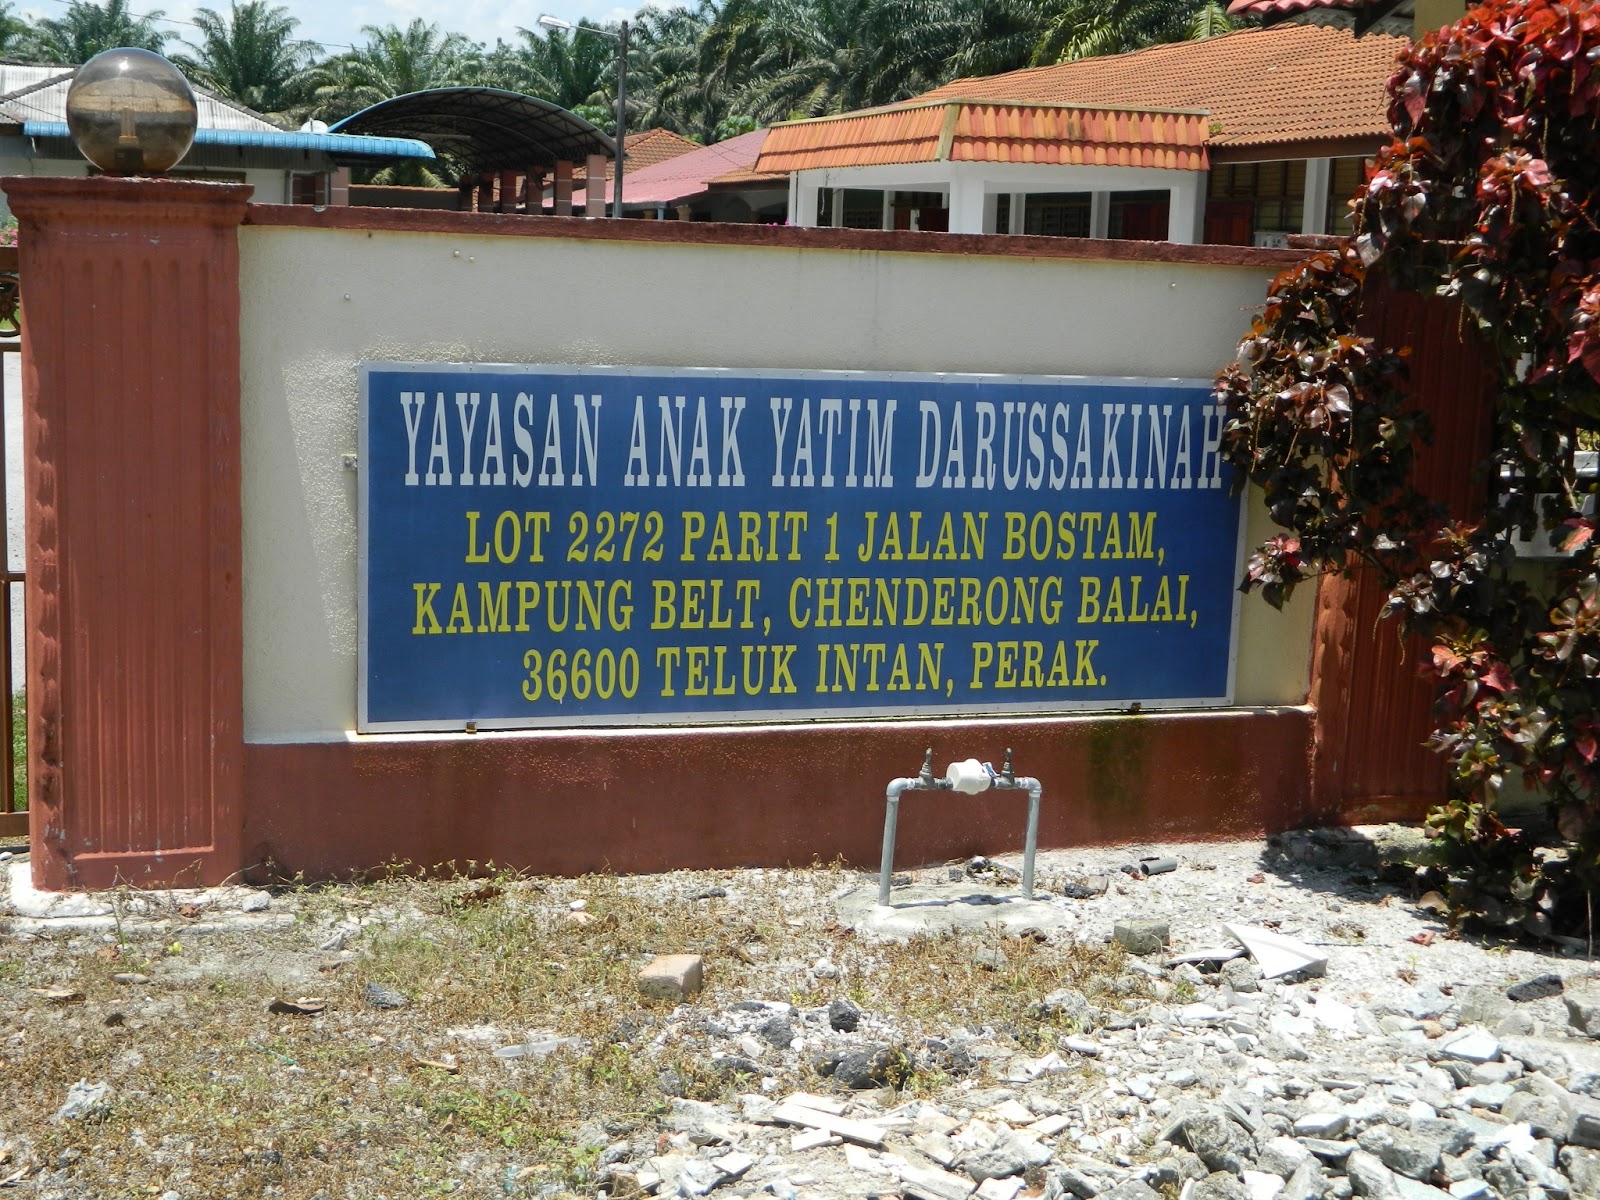 YAYASAN ANAK YATIM DARUSSAKINAH
LOT 2272 PARIT 1 JALAN BOSTAM,
KAMPUNG BELT, CHENDERONG BALAI,
36600 TELUK INTAN, PERAK.